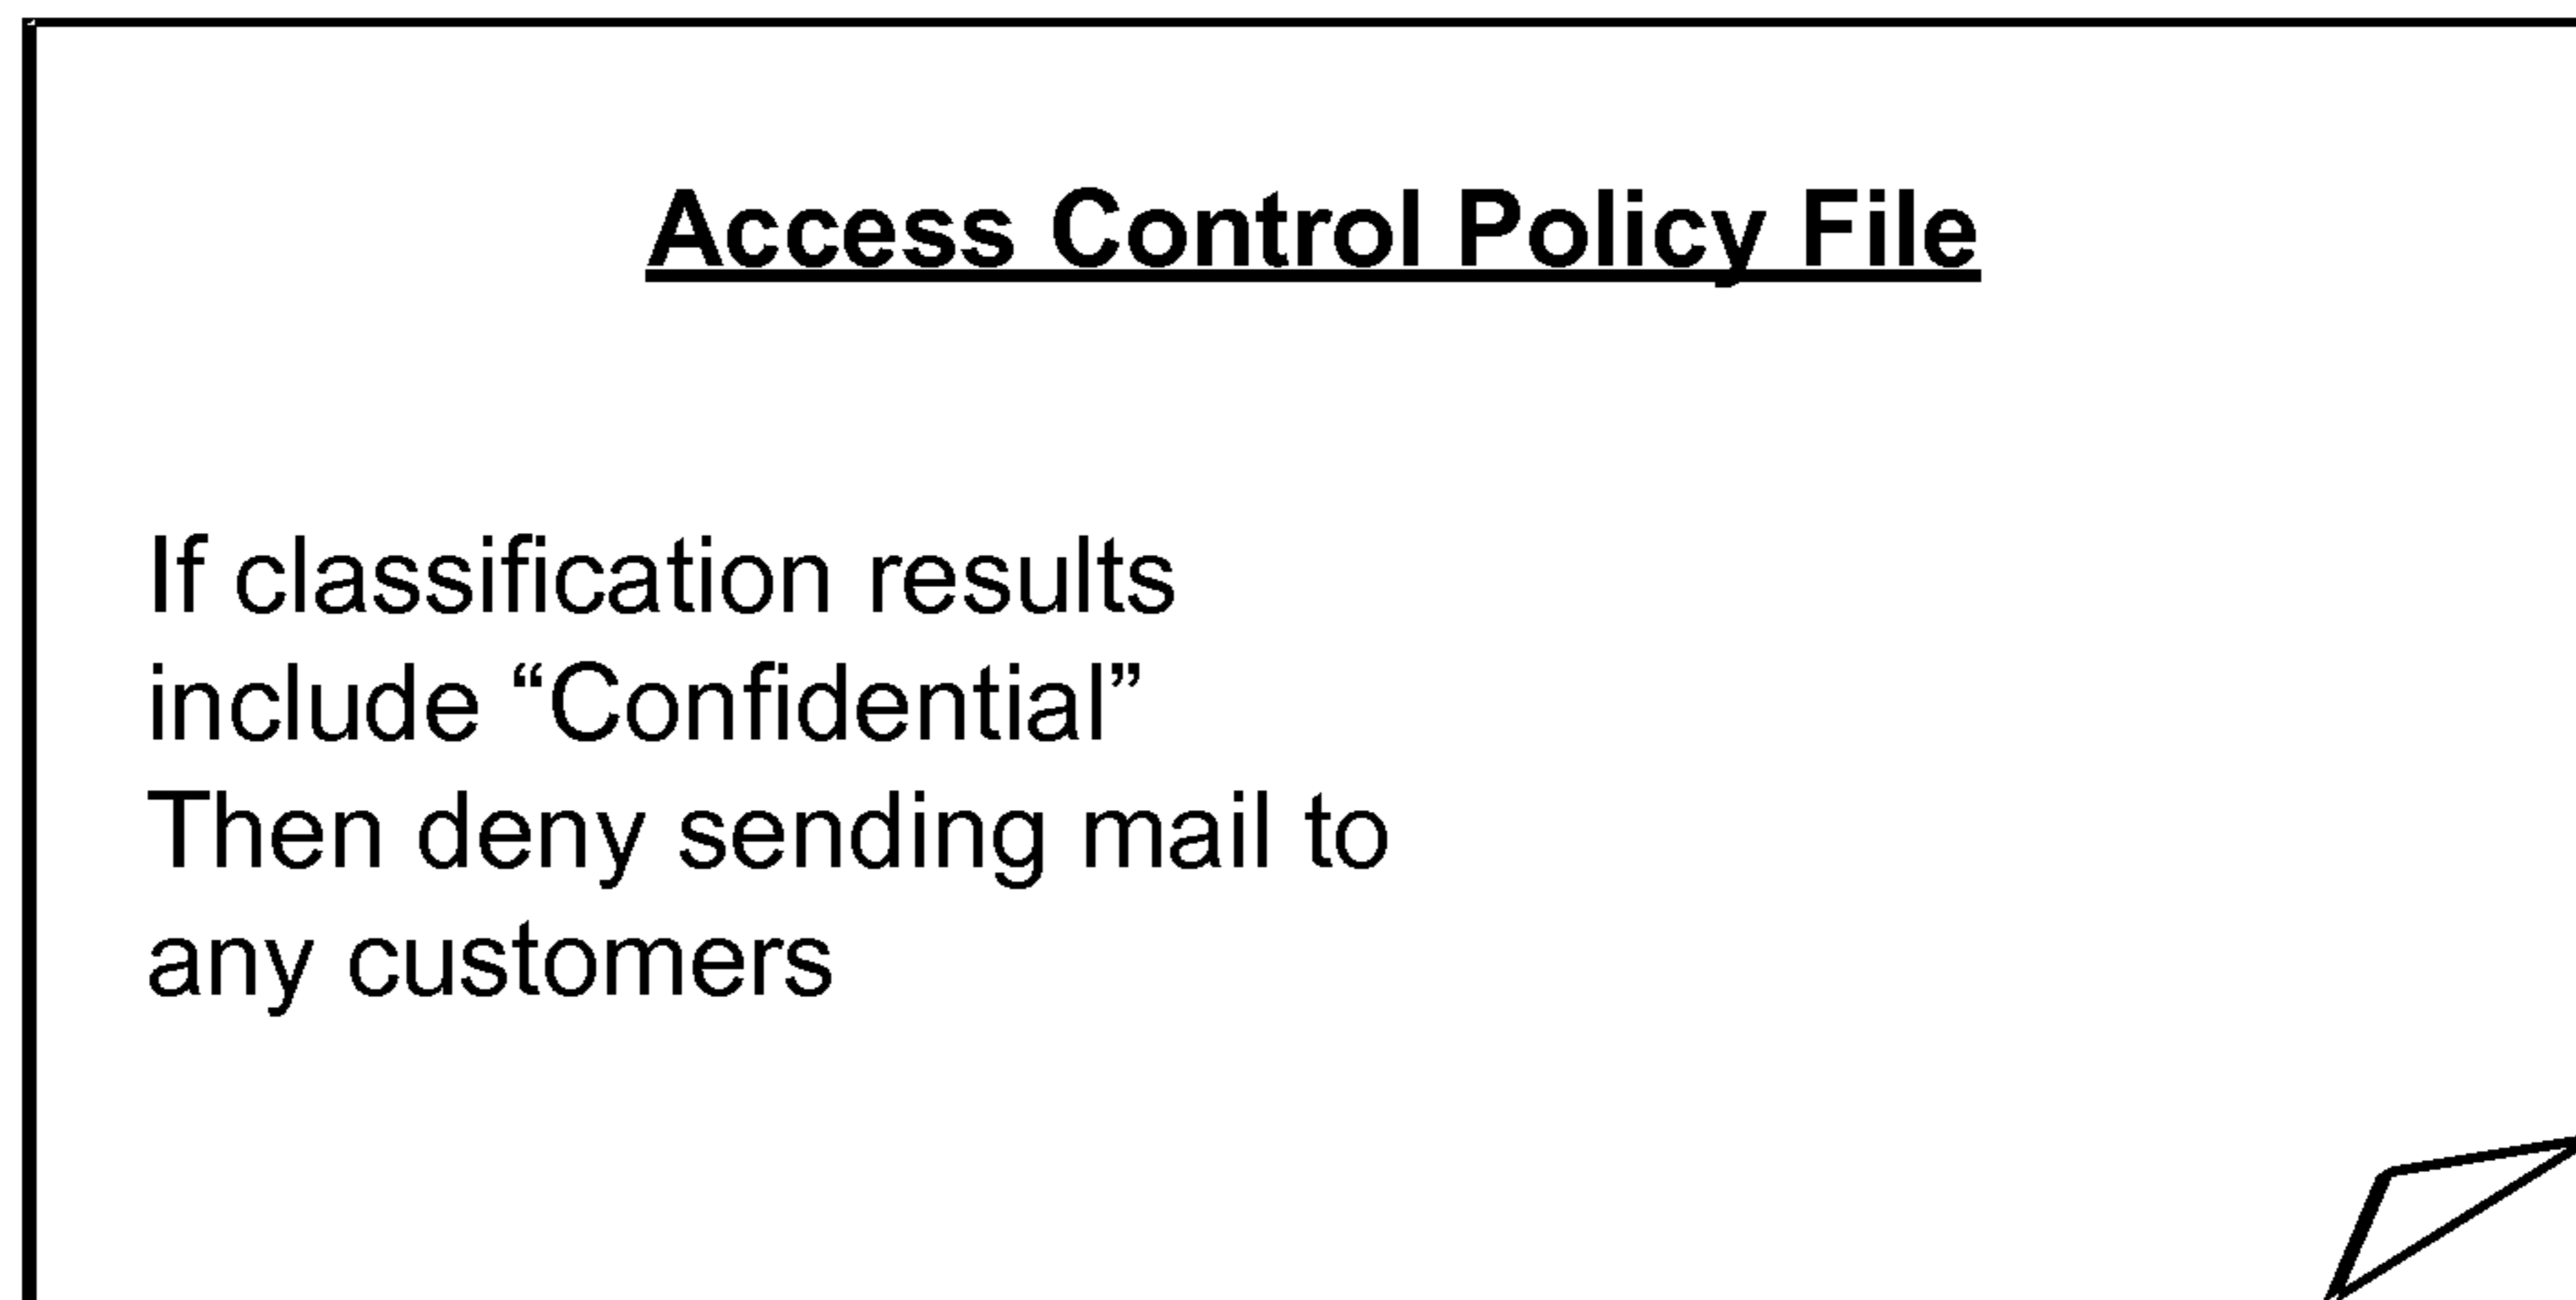 Access Control Policy File
If classification results
include “Confidential”
Then deny sending mail to
any customers